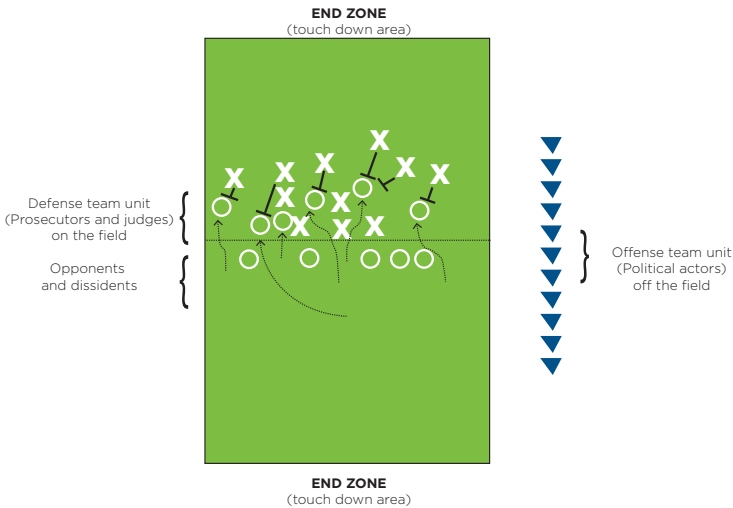 END ZONE
(touch down area)
X
X
X
X
X
X
X
X
X
X
X
Defense team unit
(Prosecutors and judges)
on the field
Opponents
and dissidents
Offense team unit
(Political actors)
off the field
END ZONE
(touch down area)